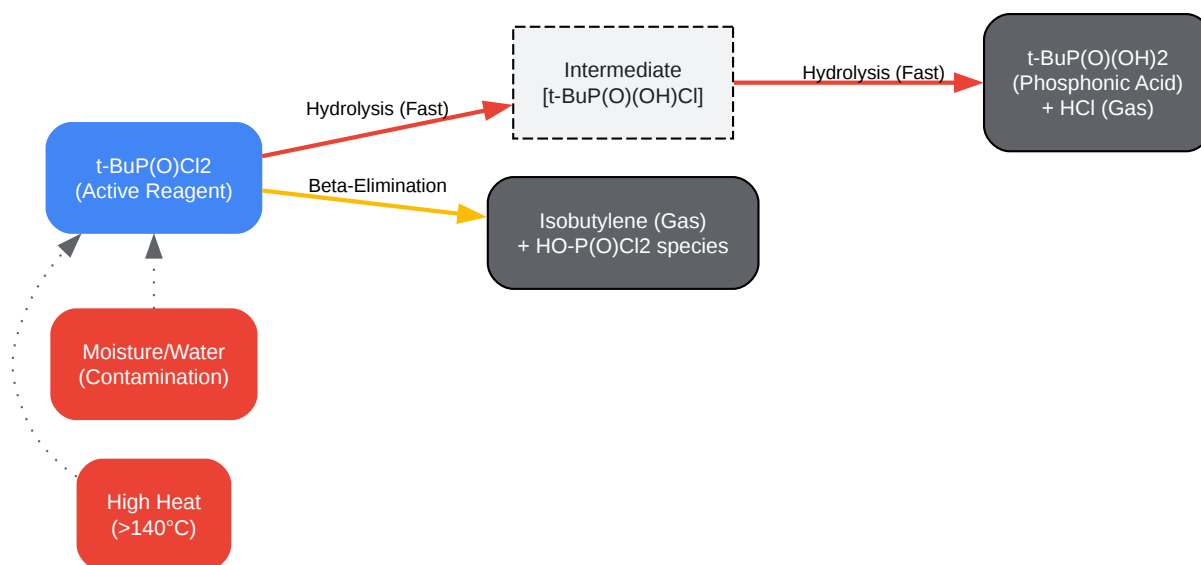 Intermediate
[t-BuP(O)(OH)Cl]
Hydrolysis (Fast)
t-BuP(O)(OH)2
(Phosphonic Acid)
+ HCl (Gas)
Hydrolysis (Fast)
t-BuP(O)Cl2
(Active Reagent)
Beta-Elimination
Isobutylene (Gas)
+ HO-P(O)Cl2 species
Moisture/Water
(Contamination)
High Heat
(>140°C)